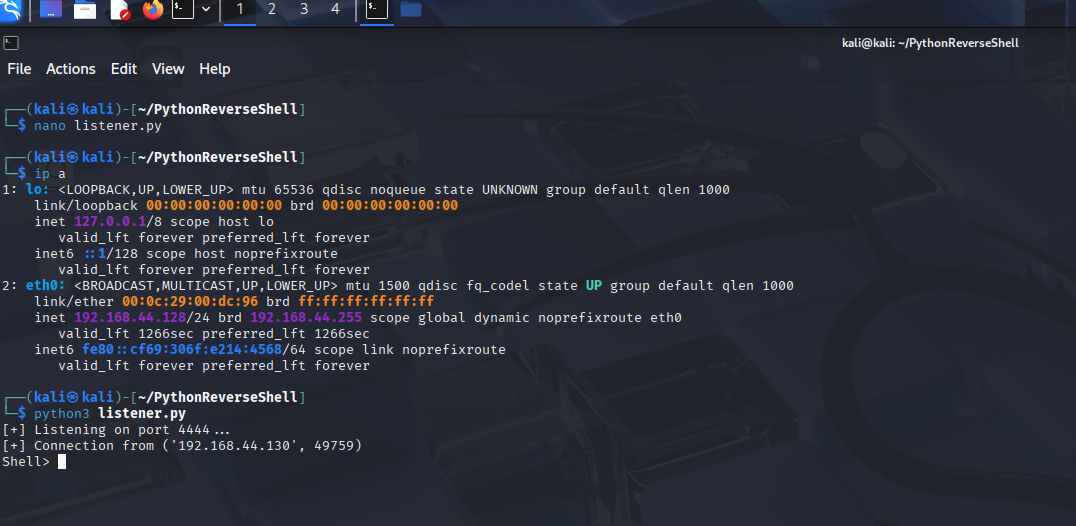 1 2 3 4
kali@kali: ~/PythonReverseShell
File Actions Edit View Help
┌──(kali㉿kali)-[~/PythonReverseShell]
└─$ nano listener.py
┌──(kali㉿kali)-[~/PythonReverseShell]
└─$ ip a
1: lo: <LOOPBACK,UP,LOWER_UP> mtu 65536 qdisc noqueue state UNKNOWN group default qlen 1000
link/loopback 00:00:00:00:00:00 brd 00:00:00:00:00:00
inet 127.0.0.1/8 scope host lo
valid_lft forever preferred_lft forever
inet6 ::1/128 scope host noprefixroute
valid_lft forever preferred_lft forever
2: eth0: <BROADCAST,MULTICAST,UP,LOWER_UP> mtu 1500 qdisc fq_codel state UP group default qlen 1000
link/ether 00:0c:29:00:dc:96 brd ff:ff:ff:ff:ff:ff
inet 192.168.44.128/24 brd 192.168.44.255 scope global dynamic noprefixroute eth0
valid_lft 1266sec preferred_lft 1266sec
inet6 fe80::cf69:306f:e214:4568/64 scope link noprefixroute
valid_lft forever preferred_lft forever
┌──(kali㉿kali)-[~/PythonReverseShell]
└─$ python3 listener.py
[+] Listening on port 4444...
[+] Connection from ('192.168.44.130', 49759)
Shell>